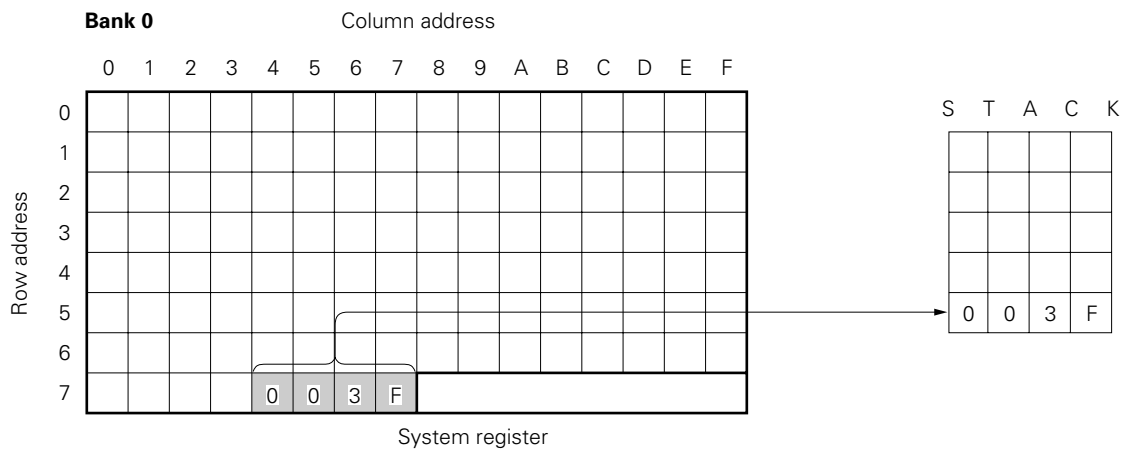 Bank 0 Column address
0 1 2 3 4 5 6 7 8 9 A B C D E F
S T A C K
0
1
2
3
4
5
6
7
Row address
0 0 3 F
0 0 3 F
System register